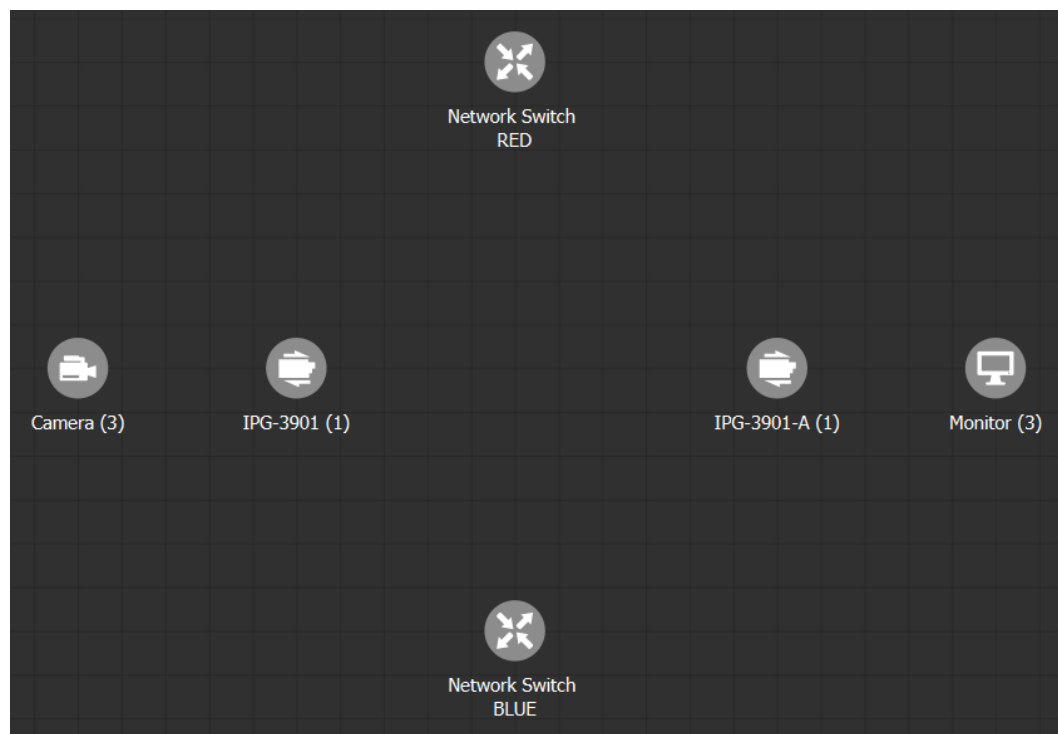 Network Switch
RED
Camera (3)
IPG-3901 (1)
IPG-3901-A (1)
Monitor (3)
Network Switch
BLUE